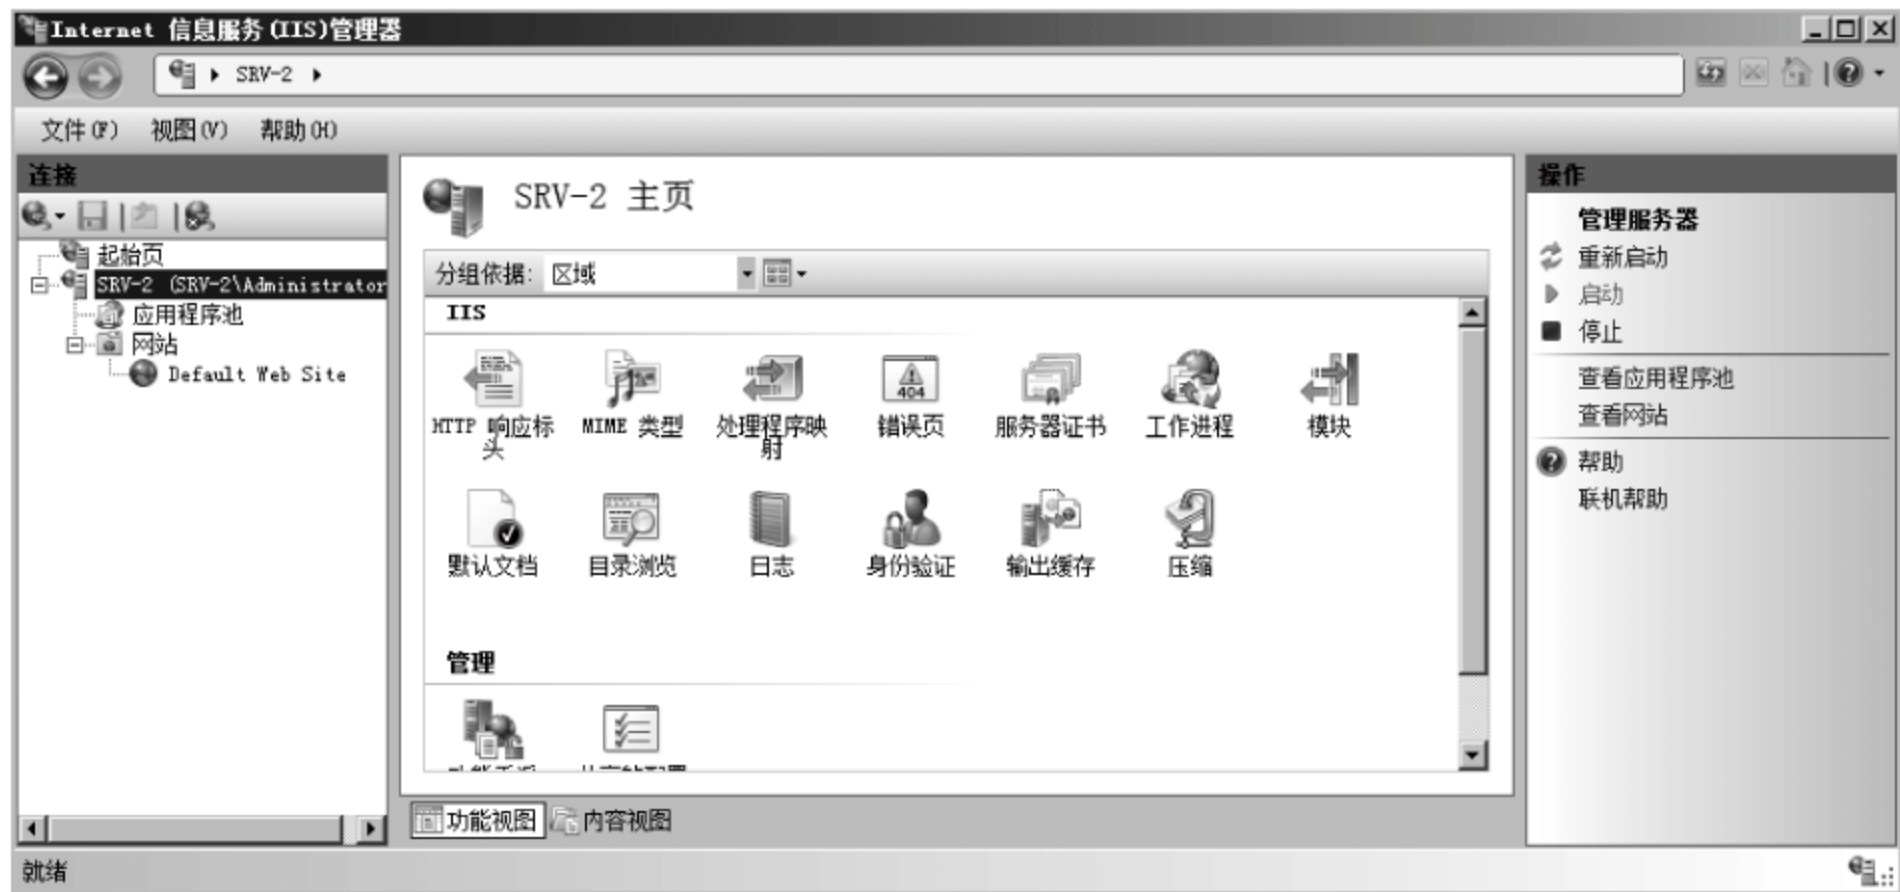 Internet 信息服务(IIS)管理器
SRV-2
文件(F) 视图(V) 帮助(H)
连接
起始页
SRV-2 (SRV-2\Administrator
应用程序池
网站
Default Web Site
SRV-2 主页
分组依据: 区域
IIS
HTTP 响应标头
MIME 类型
处理程序映射
错误页
404
服务器证书
工作进程
模块
默认文档
目录浏览
日志
身份验证
输出缓存
压缩
管理
功能视图 内容视图
操作
管理服务器
重新启动
启动
停止
查看应用程序池
查看网站
帮助
联机帮助
就绪